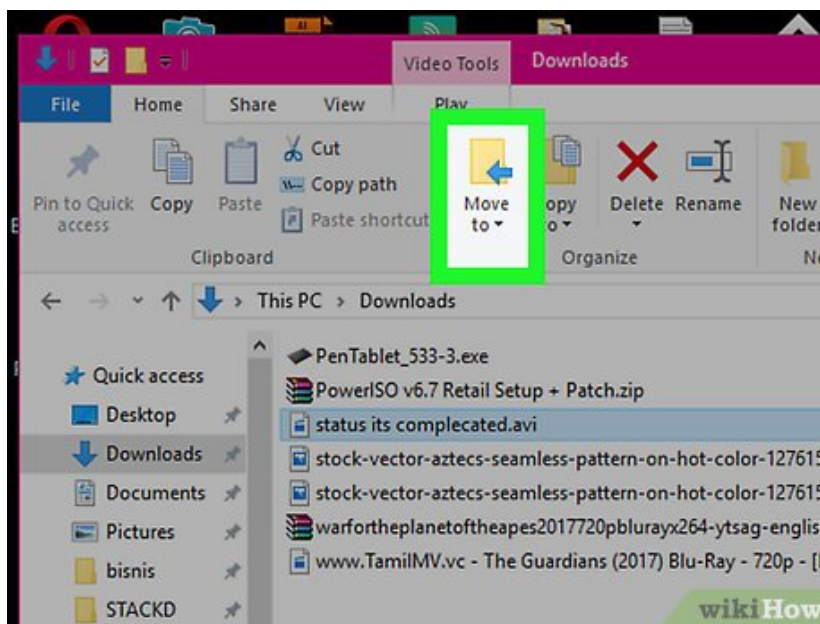 Ai
Video Tools
Downloads
File
Home
Share
View
Play
Pin to Quick
access
Copy
Paste
Cut
Copy path
Paste shortcut
Move
to
opy
to
Delete
Rename
New
folder
Clipboard
Organize
N
This PC > Downloads
Quick access
Desktop
Downloads
Documents
Pictures
bisnis
STACKD
PenTablet_533-3.exe
PowerISO v6.7 Retail Setup + Patch.zip
status its complecated.avi
stock-vector-aztecs-seamless-pattern-on-hot-color-127615
stock-vector-aztecs-seamless-pattern-on-hot-color-127615
warfortheplanetoftheapes2017720pblurayx264-ytsag-englis
www.TamilMV.vc - The Guardians (2017) Blu-Ray - 720p - [
wikiHow